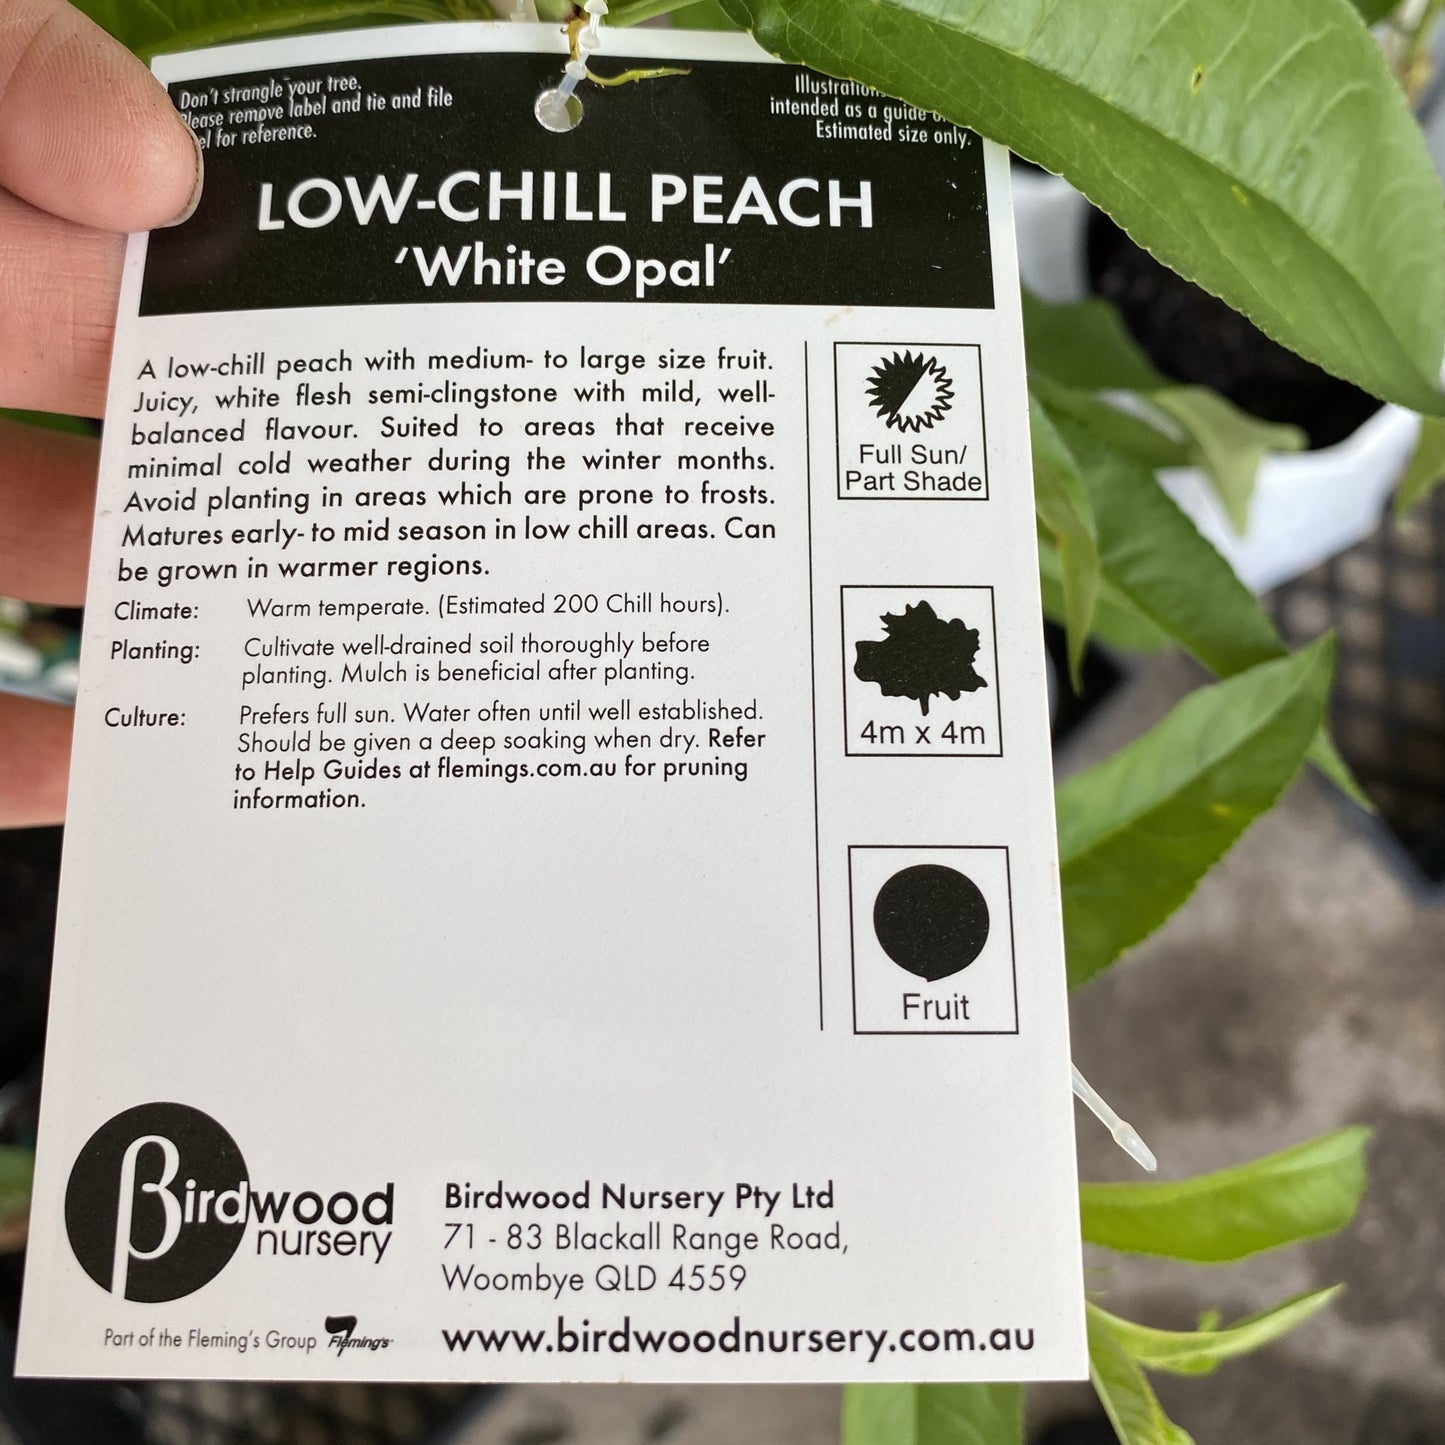 Don't strangle your tree.
Please remove label and tie and file
for reference.
intended as a guide
Estimated size only.
LOW-CHILL PEACH
'White Opal'
A low-chill peach with medium- to large size fruit.
Juicy, white flesh semi-clingstone with mild, well-
balanced flavour. Suited to areas that receive
minimal cold weather during the winter months.
Avoid planting in areas which are prone to frosts.
Matures early- to mid season in low chill areas. Can
be grown in warmer regions.
Climate: Warm temperate. (Estimated 200 Chill hours).
Planting: Cultivate well-drained soil thoroughly before
planting. Mulch is beneficial after planting.
Culture: Prefers full sun. Water often until well established.
Should be given a deep soaking when dry. Refer
to Help Guides at flemings.com.au for pruning
information.
Full Sun/
Part Shade
4m x 4m
Fruit
Birdwood
nursery
Part of the Fleming's Group Fleming's
Birdwood Nursery Pty Ltd
71 - 83 Blackall Range Road,
Woombye QLD 4559
www.birdwoodnursery.com.au